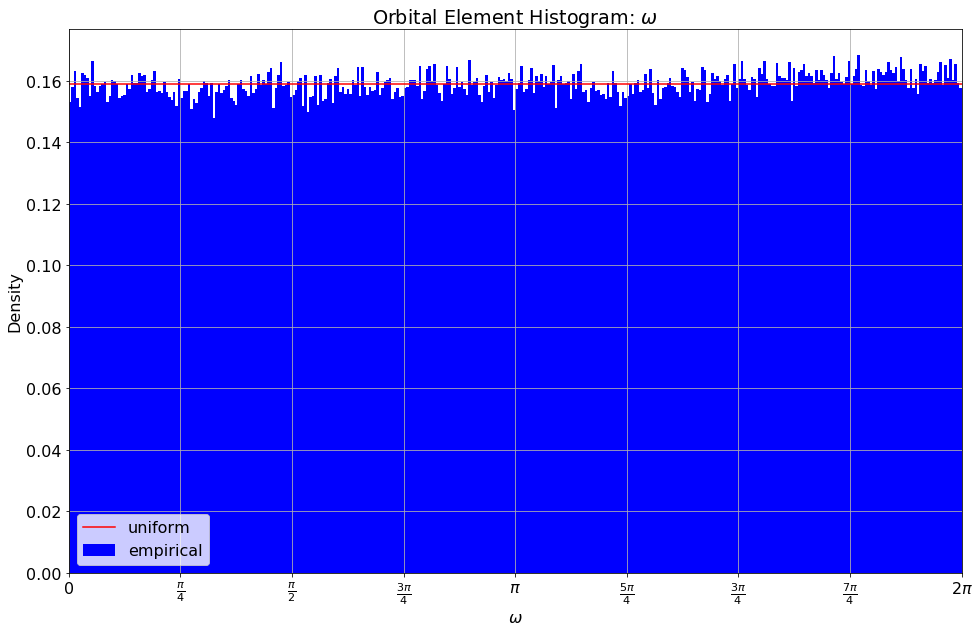 Orbital Element Histogram: ω
Density
0.16
0.14
0.12
0.10
0.08
0.06
0.04
0.02
0.00
uniform
empirical
0 π/4 π/2 3π/4 π 5π/4 3π/4 7π/4 2π
ω